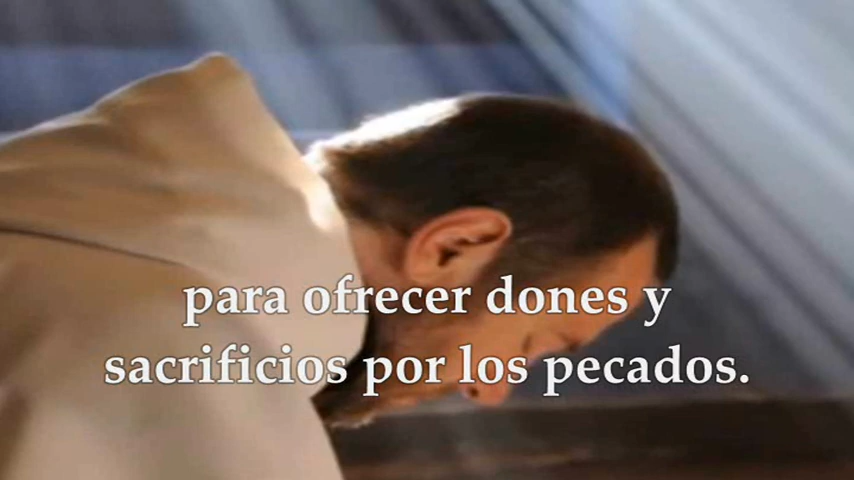 para ofrecer dones y
sacrificios por los pecados.